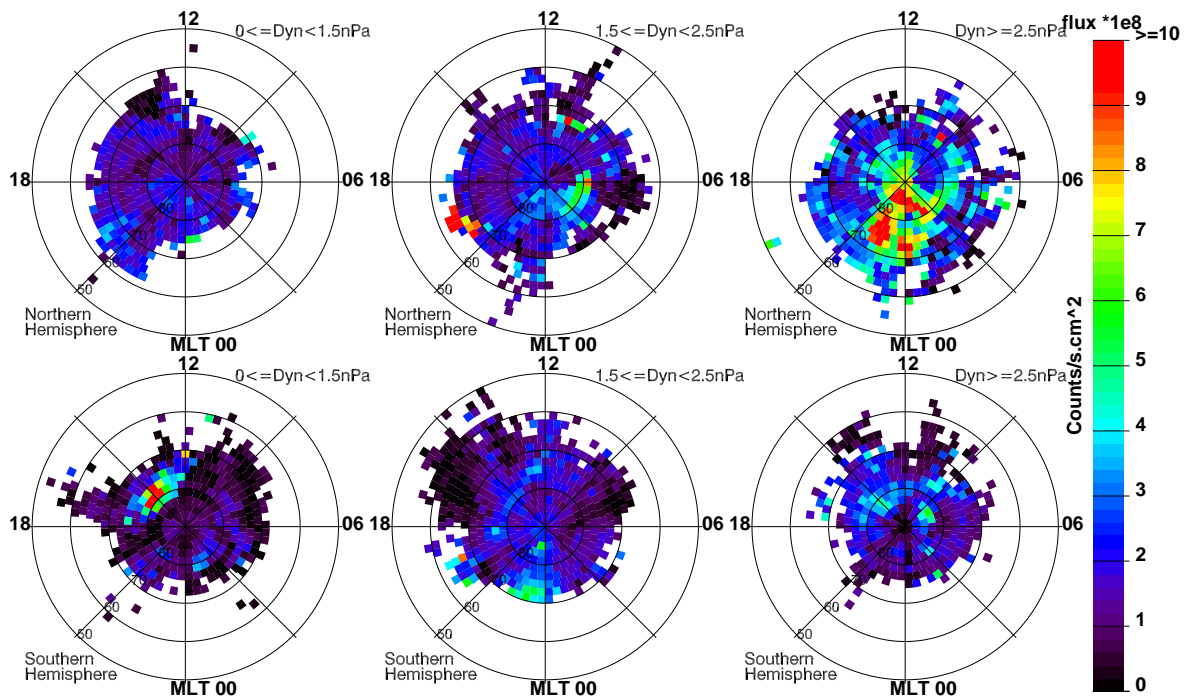 12 0<=Dyn<1.5nPa 12 1.5<=Dyn<2.5nPa 12 Dyn>=2.5nPa flux *1e8
>=10
9
8
7
6
5
4
3
2
1
0
Counts/s.cm^2
18 06 18 06 18 06
80 80 80
70 70 70
60 60 60
50 50 50
Northern
Hemisphere
MLT 00
Northern
Hemisphere
MLT 00
Northern
Hemisphere
MLT 00
12 0<=Dyn<1.5nPa 12 1.5<=Dyn<2.5nPa 12 Dyn>=2.5nPa
18 06 18 06 18 06
80 80 80
70 70 70
60 60 60
50 50 50
Southern
Hemisphere
MLT 00
Southern
Hemisphere
MLT 00
Southern
Hemisphere
MLT 00